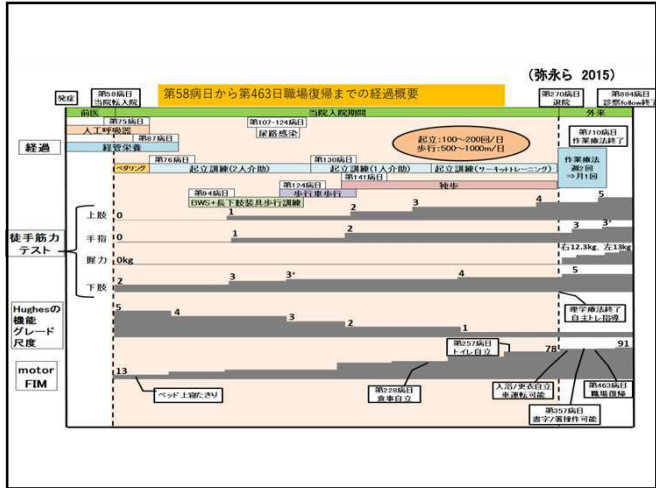 (弥永ら 2015)
第58病日から第463日職場復帰までの経過概要
発症
第58病日
当院転入院
第270病日
退院
第884病日
診察follow終了
前医
当院入院期間
外来
第75病日
人工呼吸器
第87病日
経管栄養
第107-124病日
尿路感染
起立:100~200回/日
歩行:500~1000m/日
第710病日
作業療法終了
経過
ペダリング
第76病日
起立訓練(2人介助)
第130病日
起立訓練(1人介助)
起立訓練(サーキットトレーニング)
作業療法
週2回
⇒月1回
第141病日
独歩
第124病日
歩行車歩行
第94病日
BWS+長下肢装具歩行訓練
徒手筋力
テスト
上肢
0
1
2
3
4
5
手指
0
1
2
3
3⁺
握力
0kg
右12.3kg、左13kg
下肢
2
3
3⁺
4
5
理学療法終了
自主トレ指導
Hughesの
機能
グレード
尺度
5
4
3
2
1
motor
FIM
13
78
91
ベッド上寝たきり
第228病日
食事自立
第257病日
トイレ自立
入浴/更衣自立
車運転可能
第357病日
書字/箸操作可能
第463病日
職場復帰